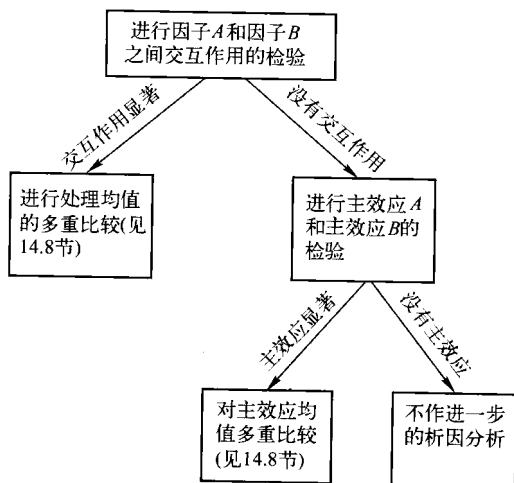 进行因子A和因子B
之间交互作用的检验
交互作用显著
没有交互作用
进行处理均值
的多重比较(见
14.8节)
进行主效应A
和主效应B的
检验
主效应显著
没有主效应
对主效应均
值多重比较
(见14.8节)
不作进一步
的析因分析